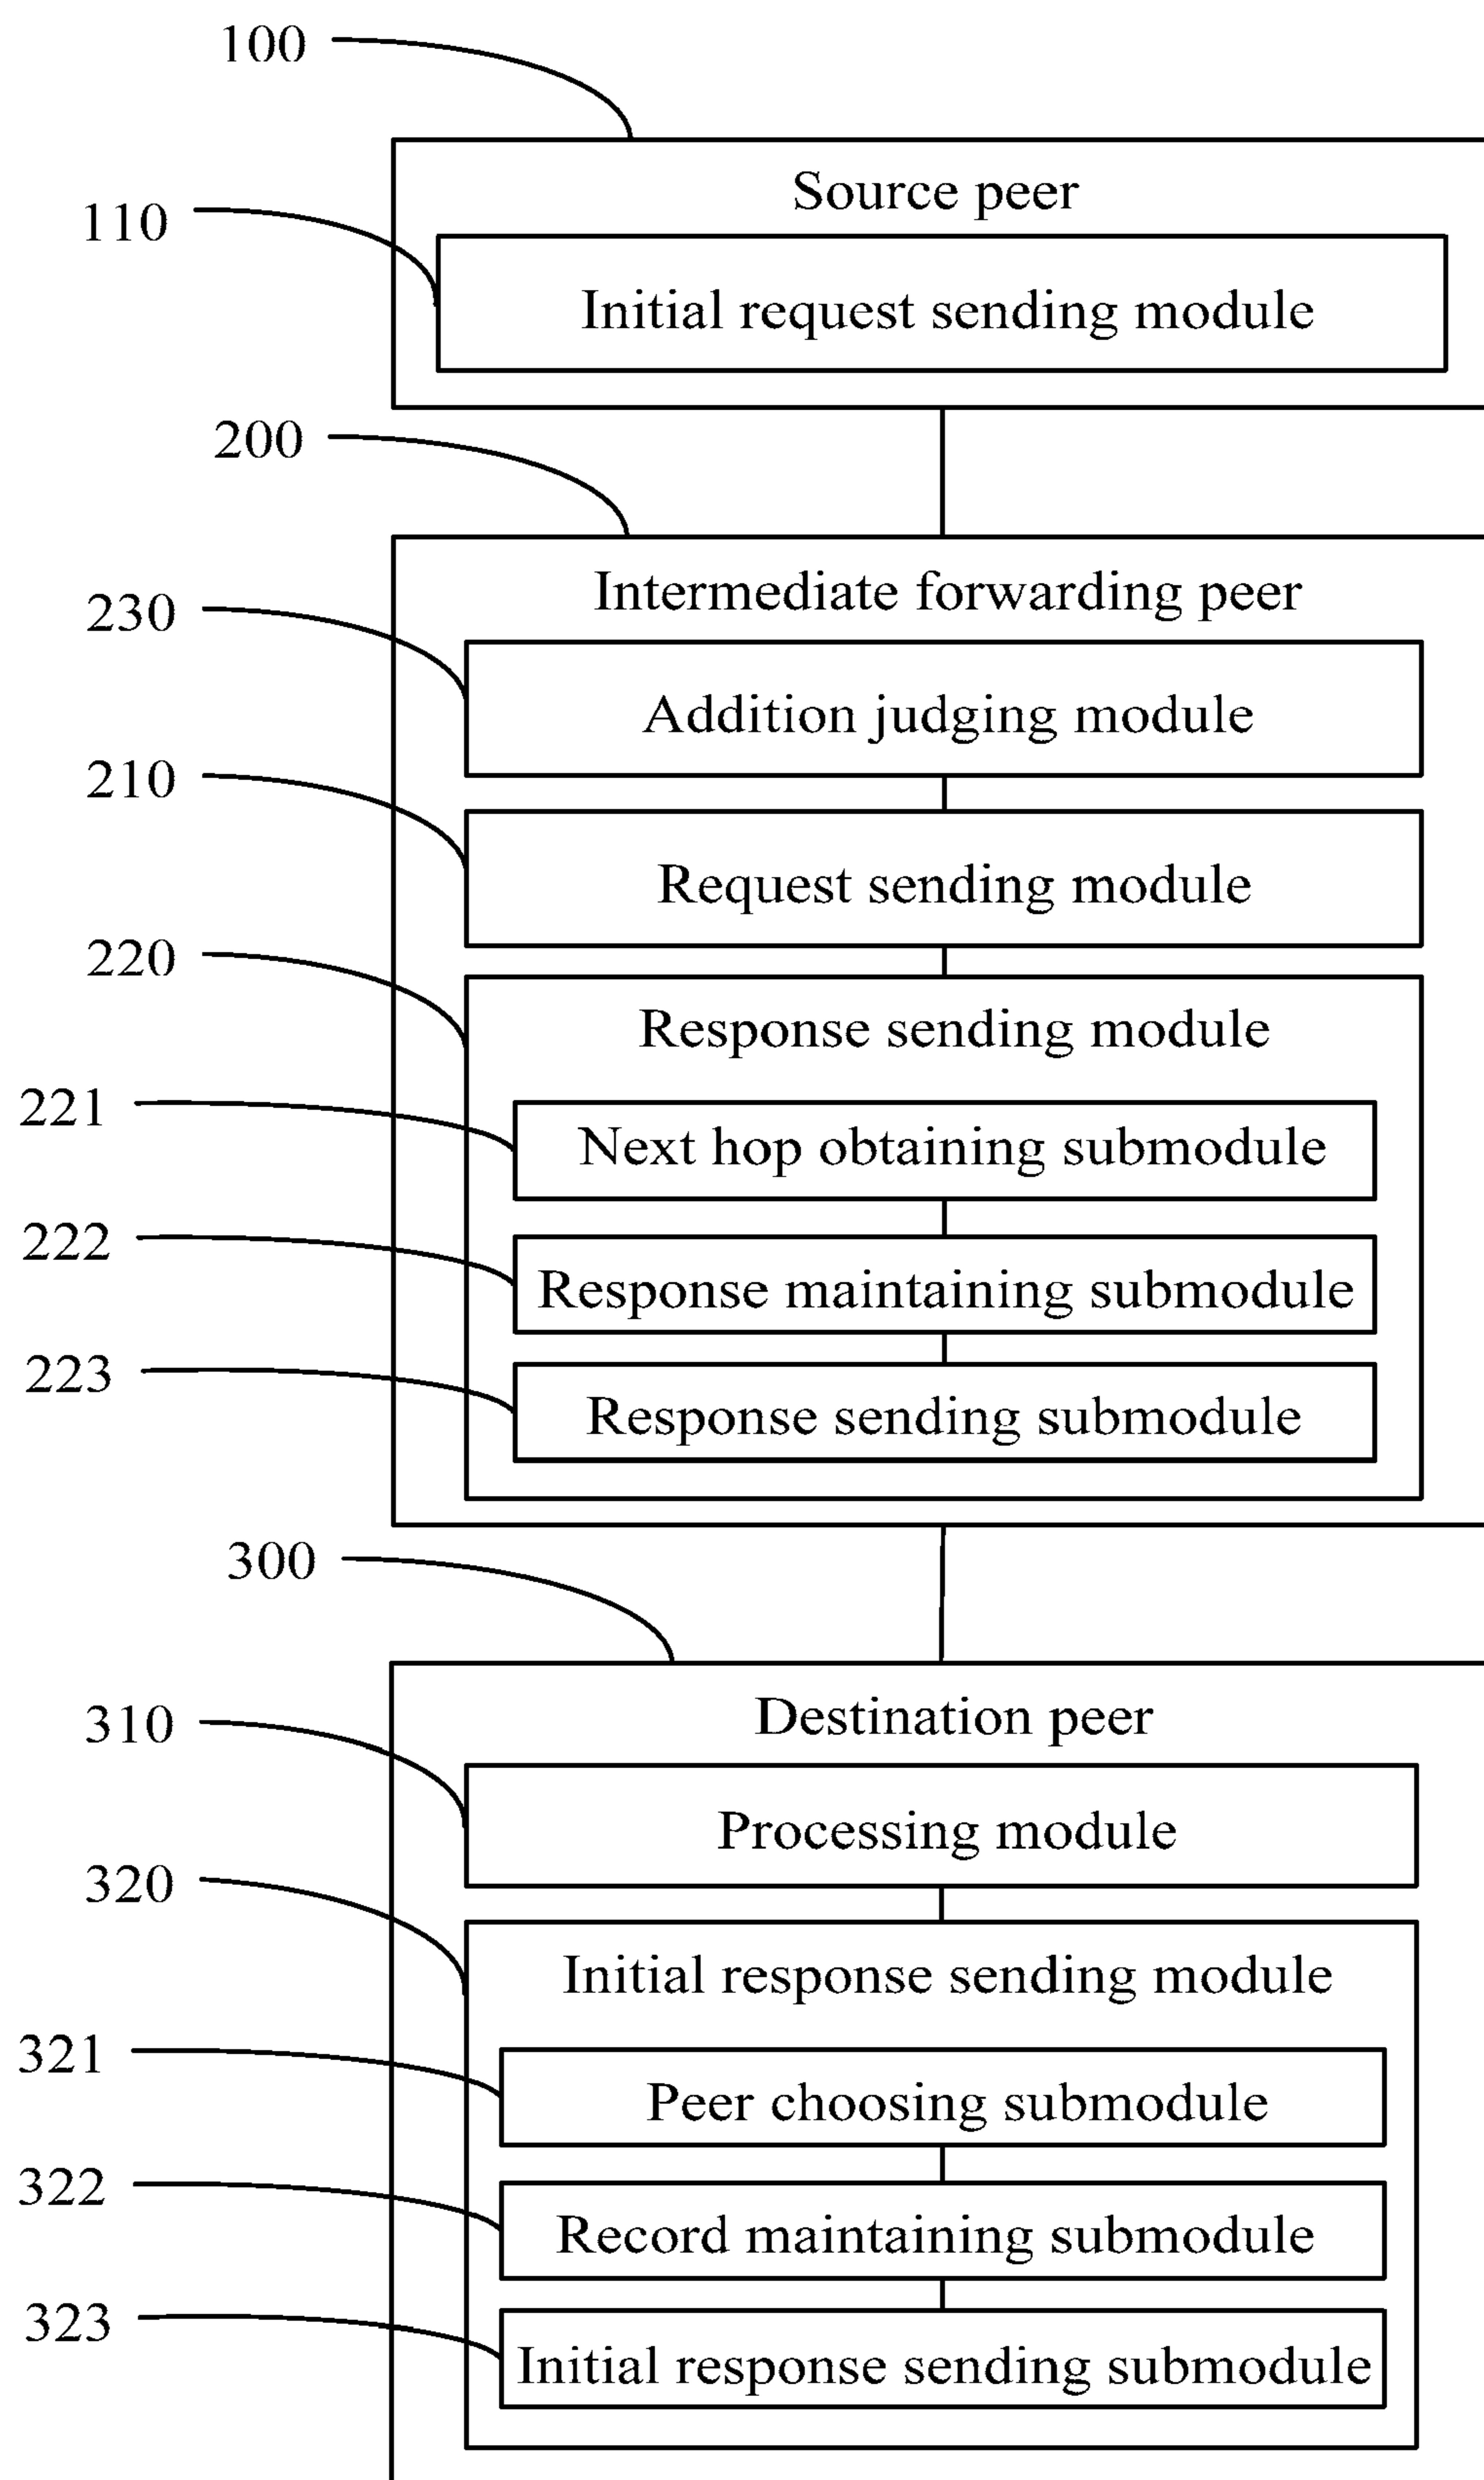 100
Source peer
110
Initial request sending module
200
Intermediate forwarding peer
230
Addition judging module
210
Request sending module
220
Response sending module
221
Next hop obtaining submodule
222
Response maintaining submodule
223
Response sending submodule
300
Destination peer
310
Processing module
320
Initial response sending module
321
Peer choosing submodule
322
Record maintaining submodule
323
Initial response sending submodule